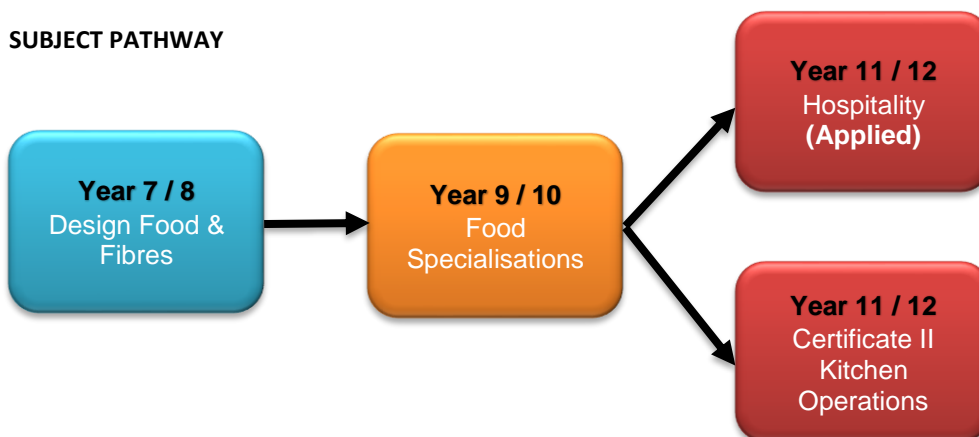 SUBJECT PATHWAY
Year 7 / 8
Design Food &
Fibres
Year 9 / 10
Food
Specialisations
Year 11 / 12
Hospitality
(Applied)
Year 11 / 12
Certificate II
Kitchen
Operations